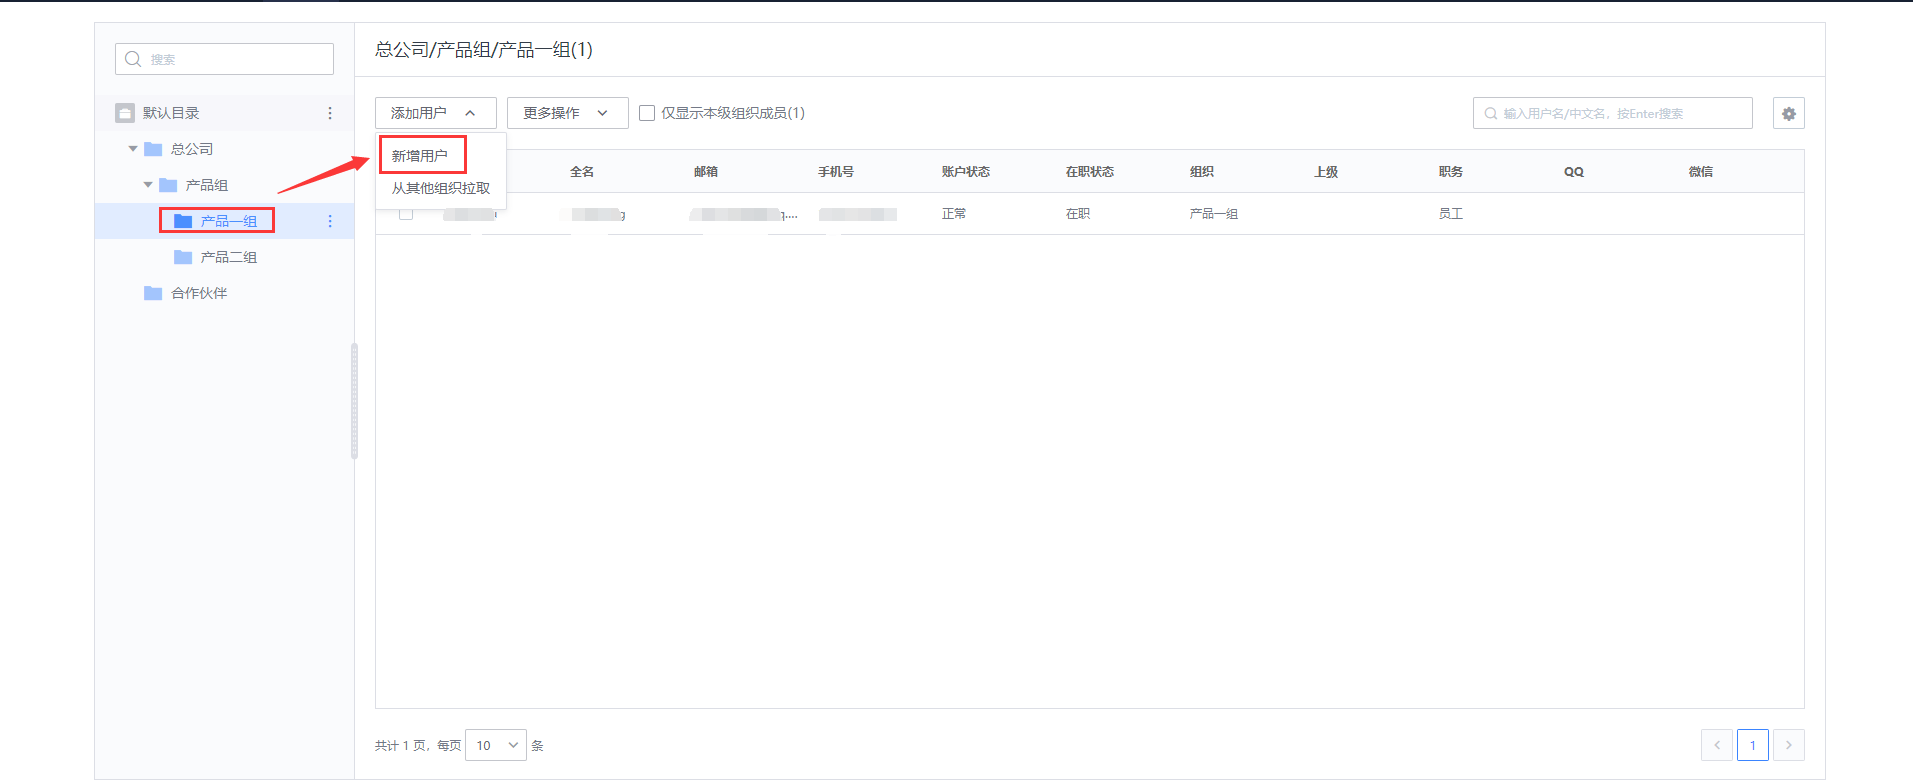 搜索
默认目录
总公司
产品组
产品一组
产品二组
合作伙伴
总公司/产品组/产品一组(1)
添加用户 更多操作 仅显示本级组织成员(1) 输入用户名/中文名，按Enter搜索
新增用户
从其他组织拉取
全名 邮箱 手机号 账户状态 在职状态 组织 上级 职务 QQ 微信
正常 在职 产品一组 员工
共计 1 页，每页 10 条
1